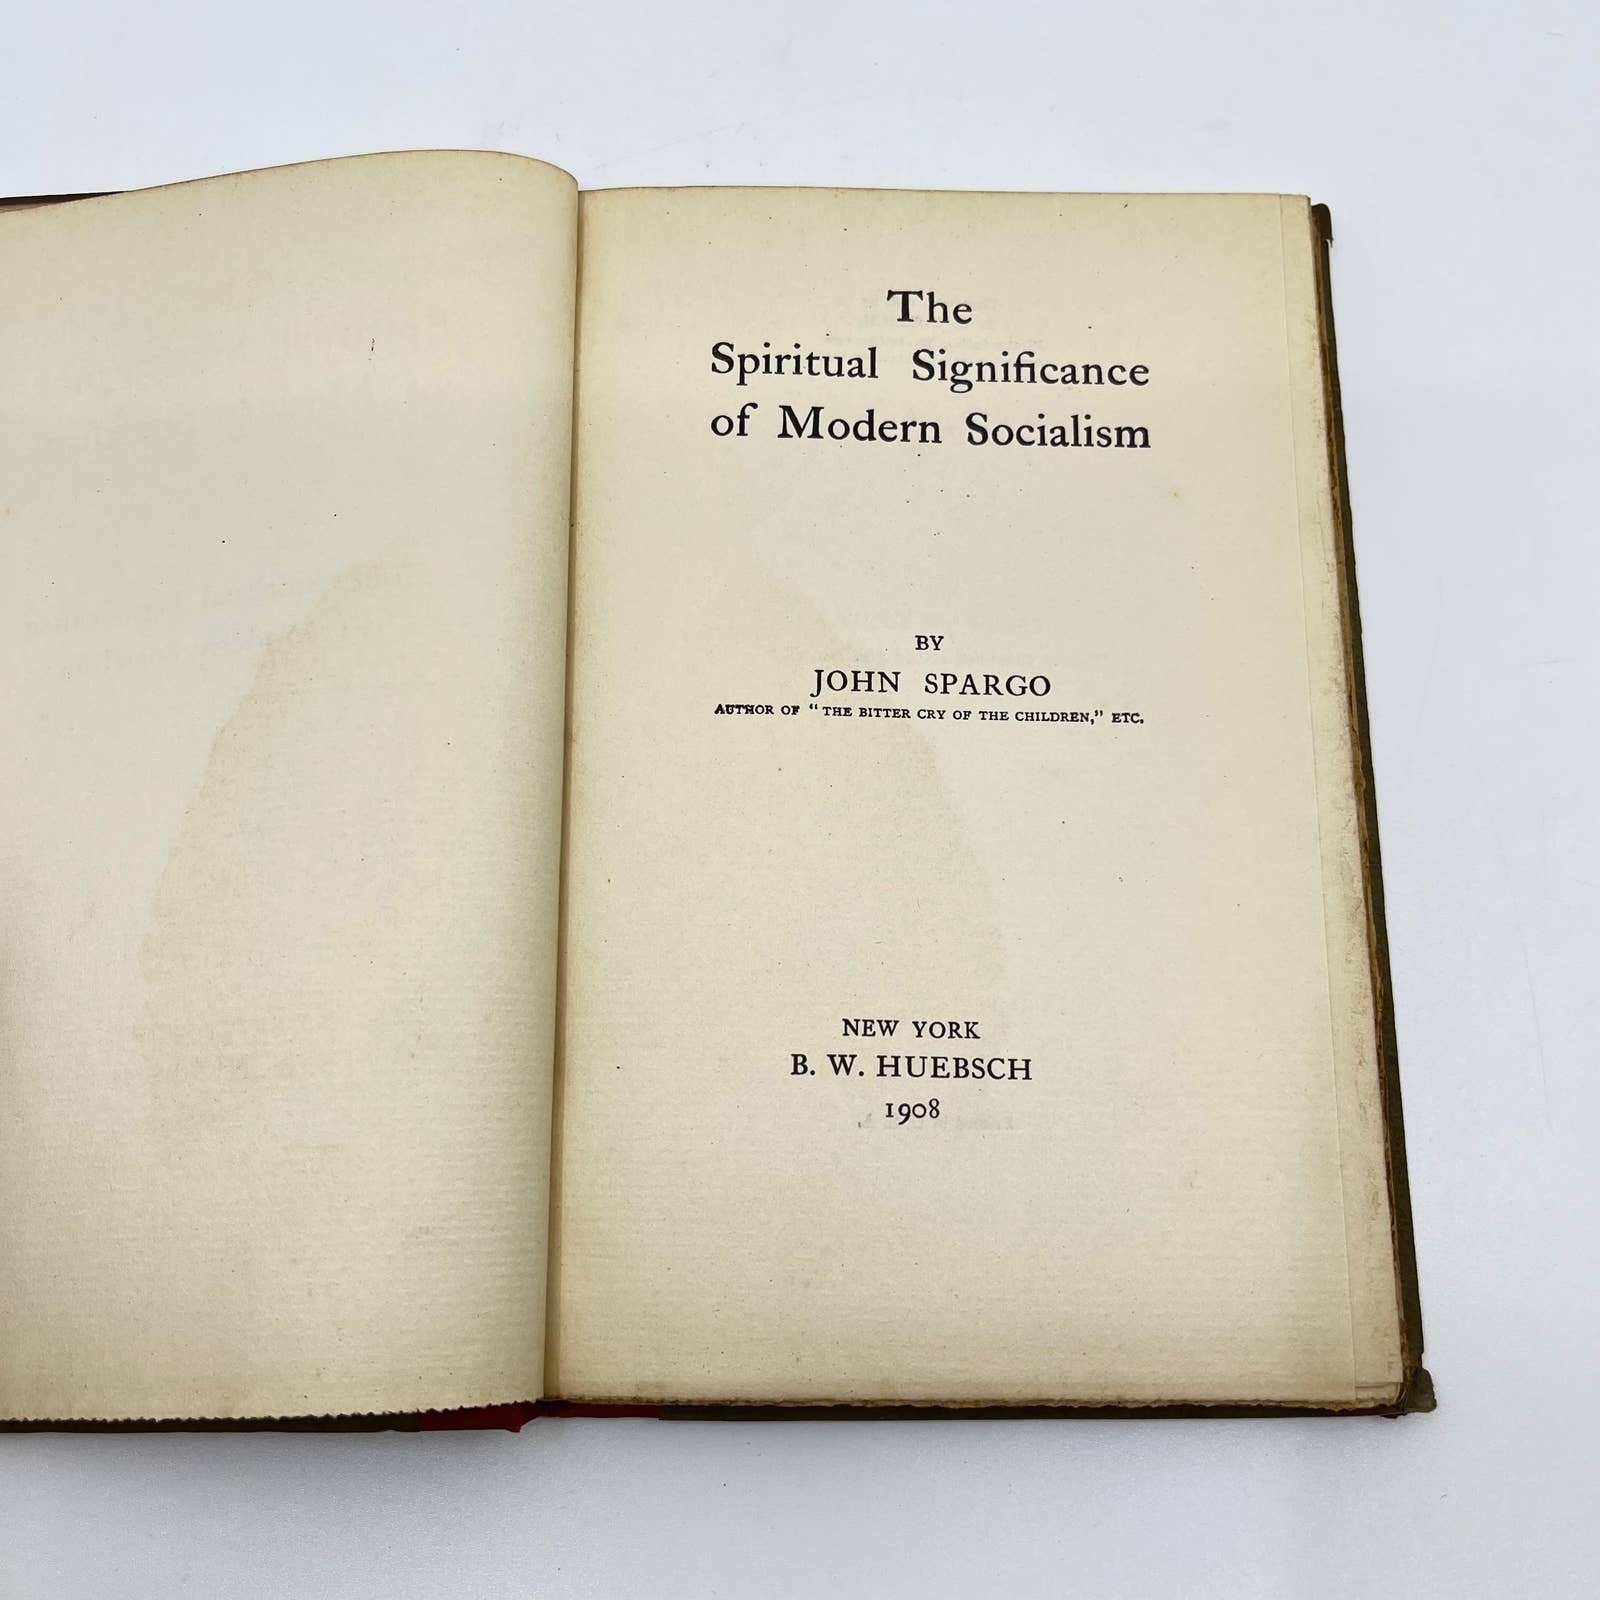 The
Spiritual Significance
of Modern Socialism
BY
JOHN SPARGO
AUTHOR OF "THE BITTER CRY OF THE CHILDREN," ETC.
NEW YORK
B. W. HUEBSCH
1908